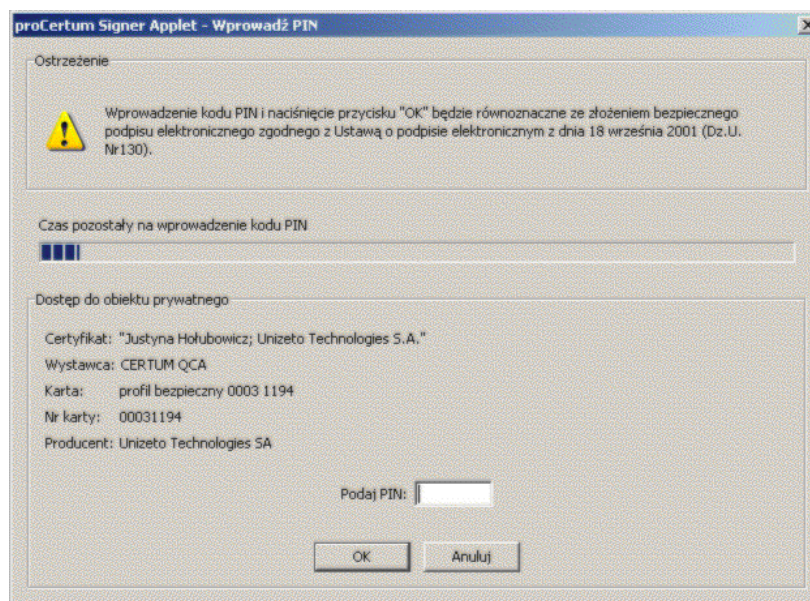 proCertum Signer Applet - Wprowadź PIN
Ostrzeżenie
Wprowadzenie kodu PIN i naciśnięcie przycisku "OK" będzie równoznaczne ze złożeniem bezpiecznego
podpisu elektronicznego zgodnego z Ustawą o podpisie elektronicznym z dnia 18 września 2001 (Dz.U.
Nr130).
Czas pozostały na wprowadzenie kodu PIN
Dostęp do obiektu prywatnego
Certyfikat: "Justyna Hołubowicz; Unizeto Technologies S.A."
Wystawca: CERTUM QCA
Karta: profil bezpieczny 0003 1194
Nr karty: 00031194
Producent: Unizeto Technologies SA
Podaj PIN:
OK Anuluj